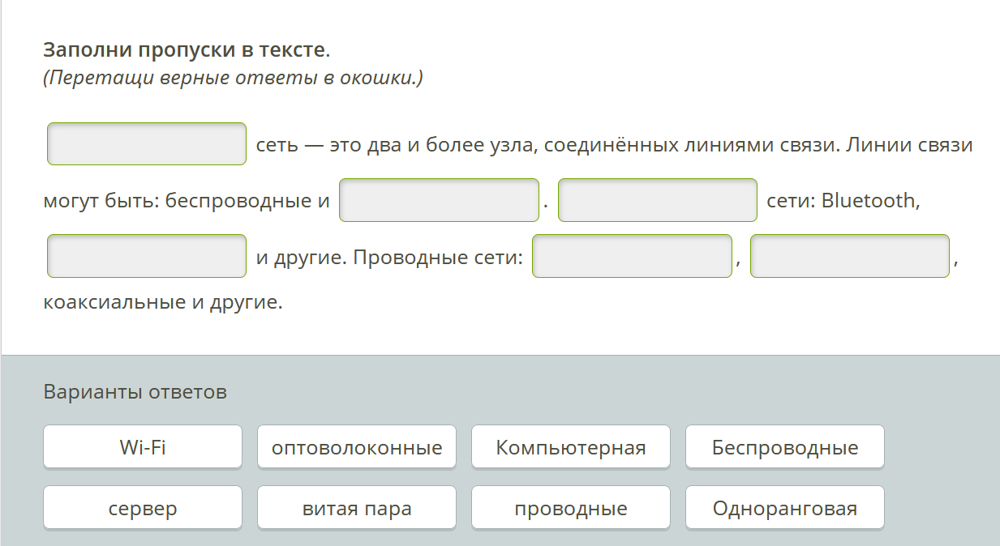 Заполни пропуски в тексте.
(Перетащи верные ответы в окошки.)
сеть — это два и более узла, соединённых линиями связи. Линии связи
могут быть: беспроводные и . сети: Bluetooth,
и другие. Проводные сети: , ,
коаксиальные и другие.
Варианты ответов
Wi-Fi оптоволоконные Компьютерная Беспроводные
сервер витая пара проводные Одноранговая